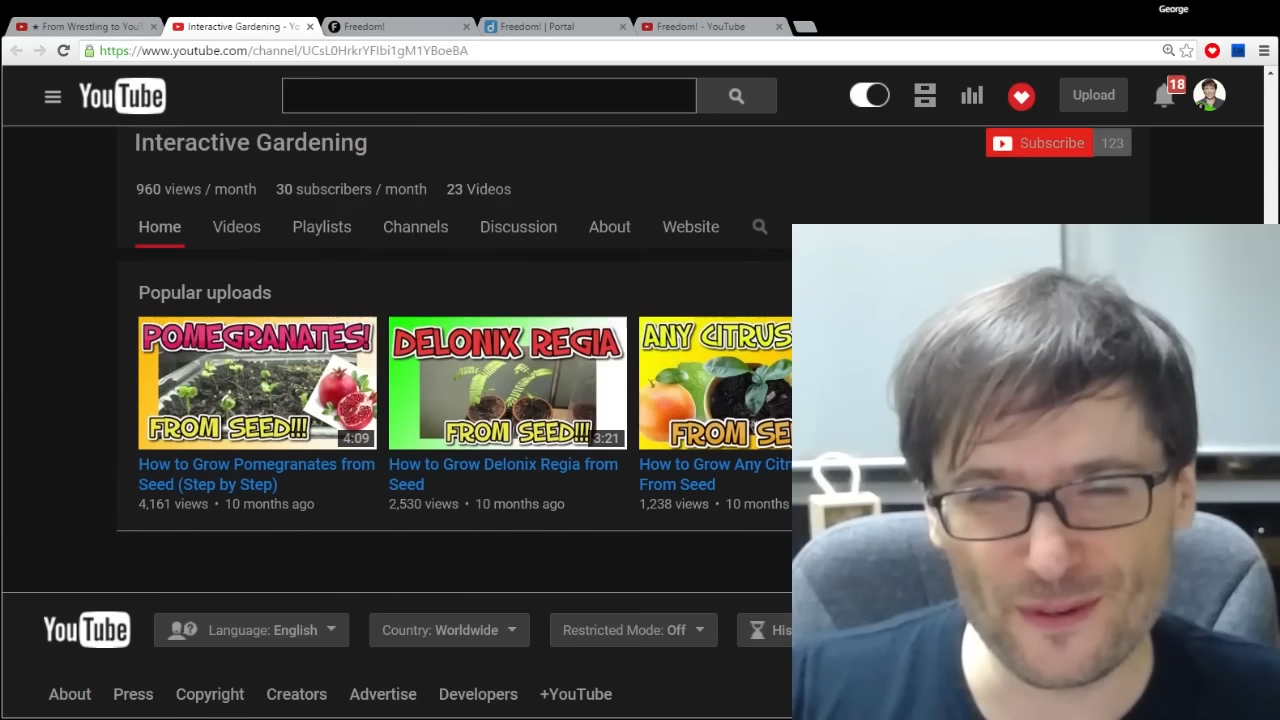 George
★ From Wrestling to YouT
Interactive Gardening - Yo
Freedom!
Freedom! | Portal
Freedom! - YouTube
https://www.youtube.com/channel/UCsL0HrkrYFIbi1gM1YBoeBA
YouTube
Upload
18
Interactive Gardening
Subscribe 123
960 views / month 30 subscribers / month 23 Videos
Home Videos Playlists Channels Discussion About Website
Popular uploads
POMEGRANATES!
FROM SEED!!!
4:09
DELONIX REGIA
FROM SEED!!!
3:21
ANY CITRUS
FROM SE
How to Grow Pomegranates from
Seed (Step by Step)
4,161 views • 10 months ago
How to Grow Delonix Regia from
Seed
2,530 views • 10 months ago
How to Grow Any Citr
From Seed
1,238 views • 10 months
YouTube
Language: English
Country: Worldwide
Restricted Mode: Off
His
About Press Copyright Creators Advertise Developers +YouTube